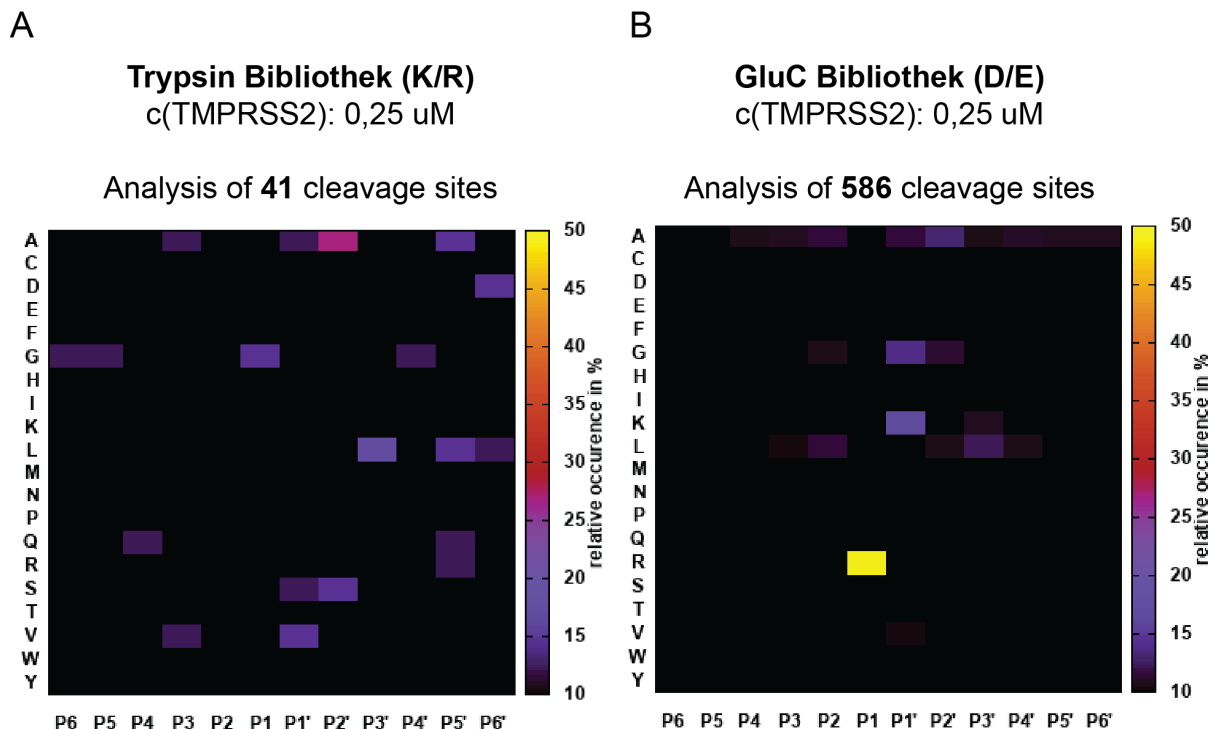 A
Trypsin Bibliothek (K/R)
c(TMPRSS2): 0,25 uM
Analysis of 41 cleavage sites
A
C
D
E
F
G
H
I
K
L
M
N
P
Q
R
S
T
V
W
Y
P6 P5 P4 P3 P2 P1 P1' P2' P3' P4' P5' P6'
50
45
40
35
30
25
20
15
10
relative occurence in %
B
GluC Bibliothek (D/E)
c(TMPRSS2): 0,25 uM
Analysis of 586 cleavage sites
A
C
D
E
F
G
H
I
K
L
M
N
P
Q
R
S
T
V
W
Y
P6 P5 P4 P3 P2 P1 P1' P2' P3' P4' P5' P6'
50
45
40
35
30
25
20
15
10
relative occurence in %